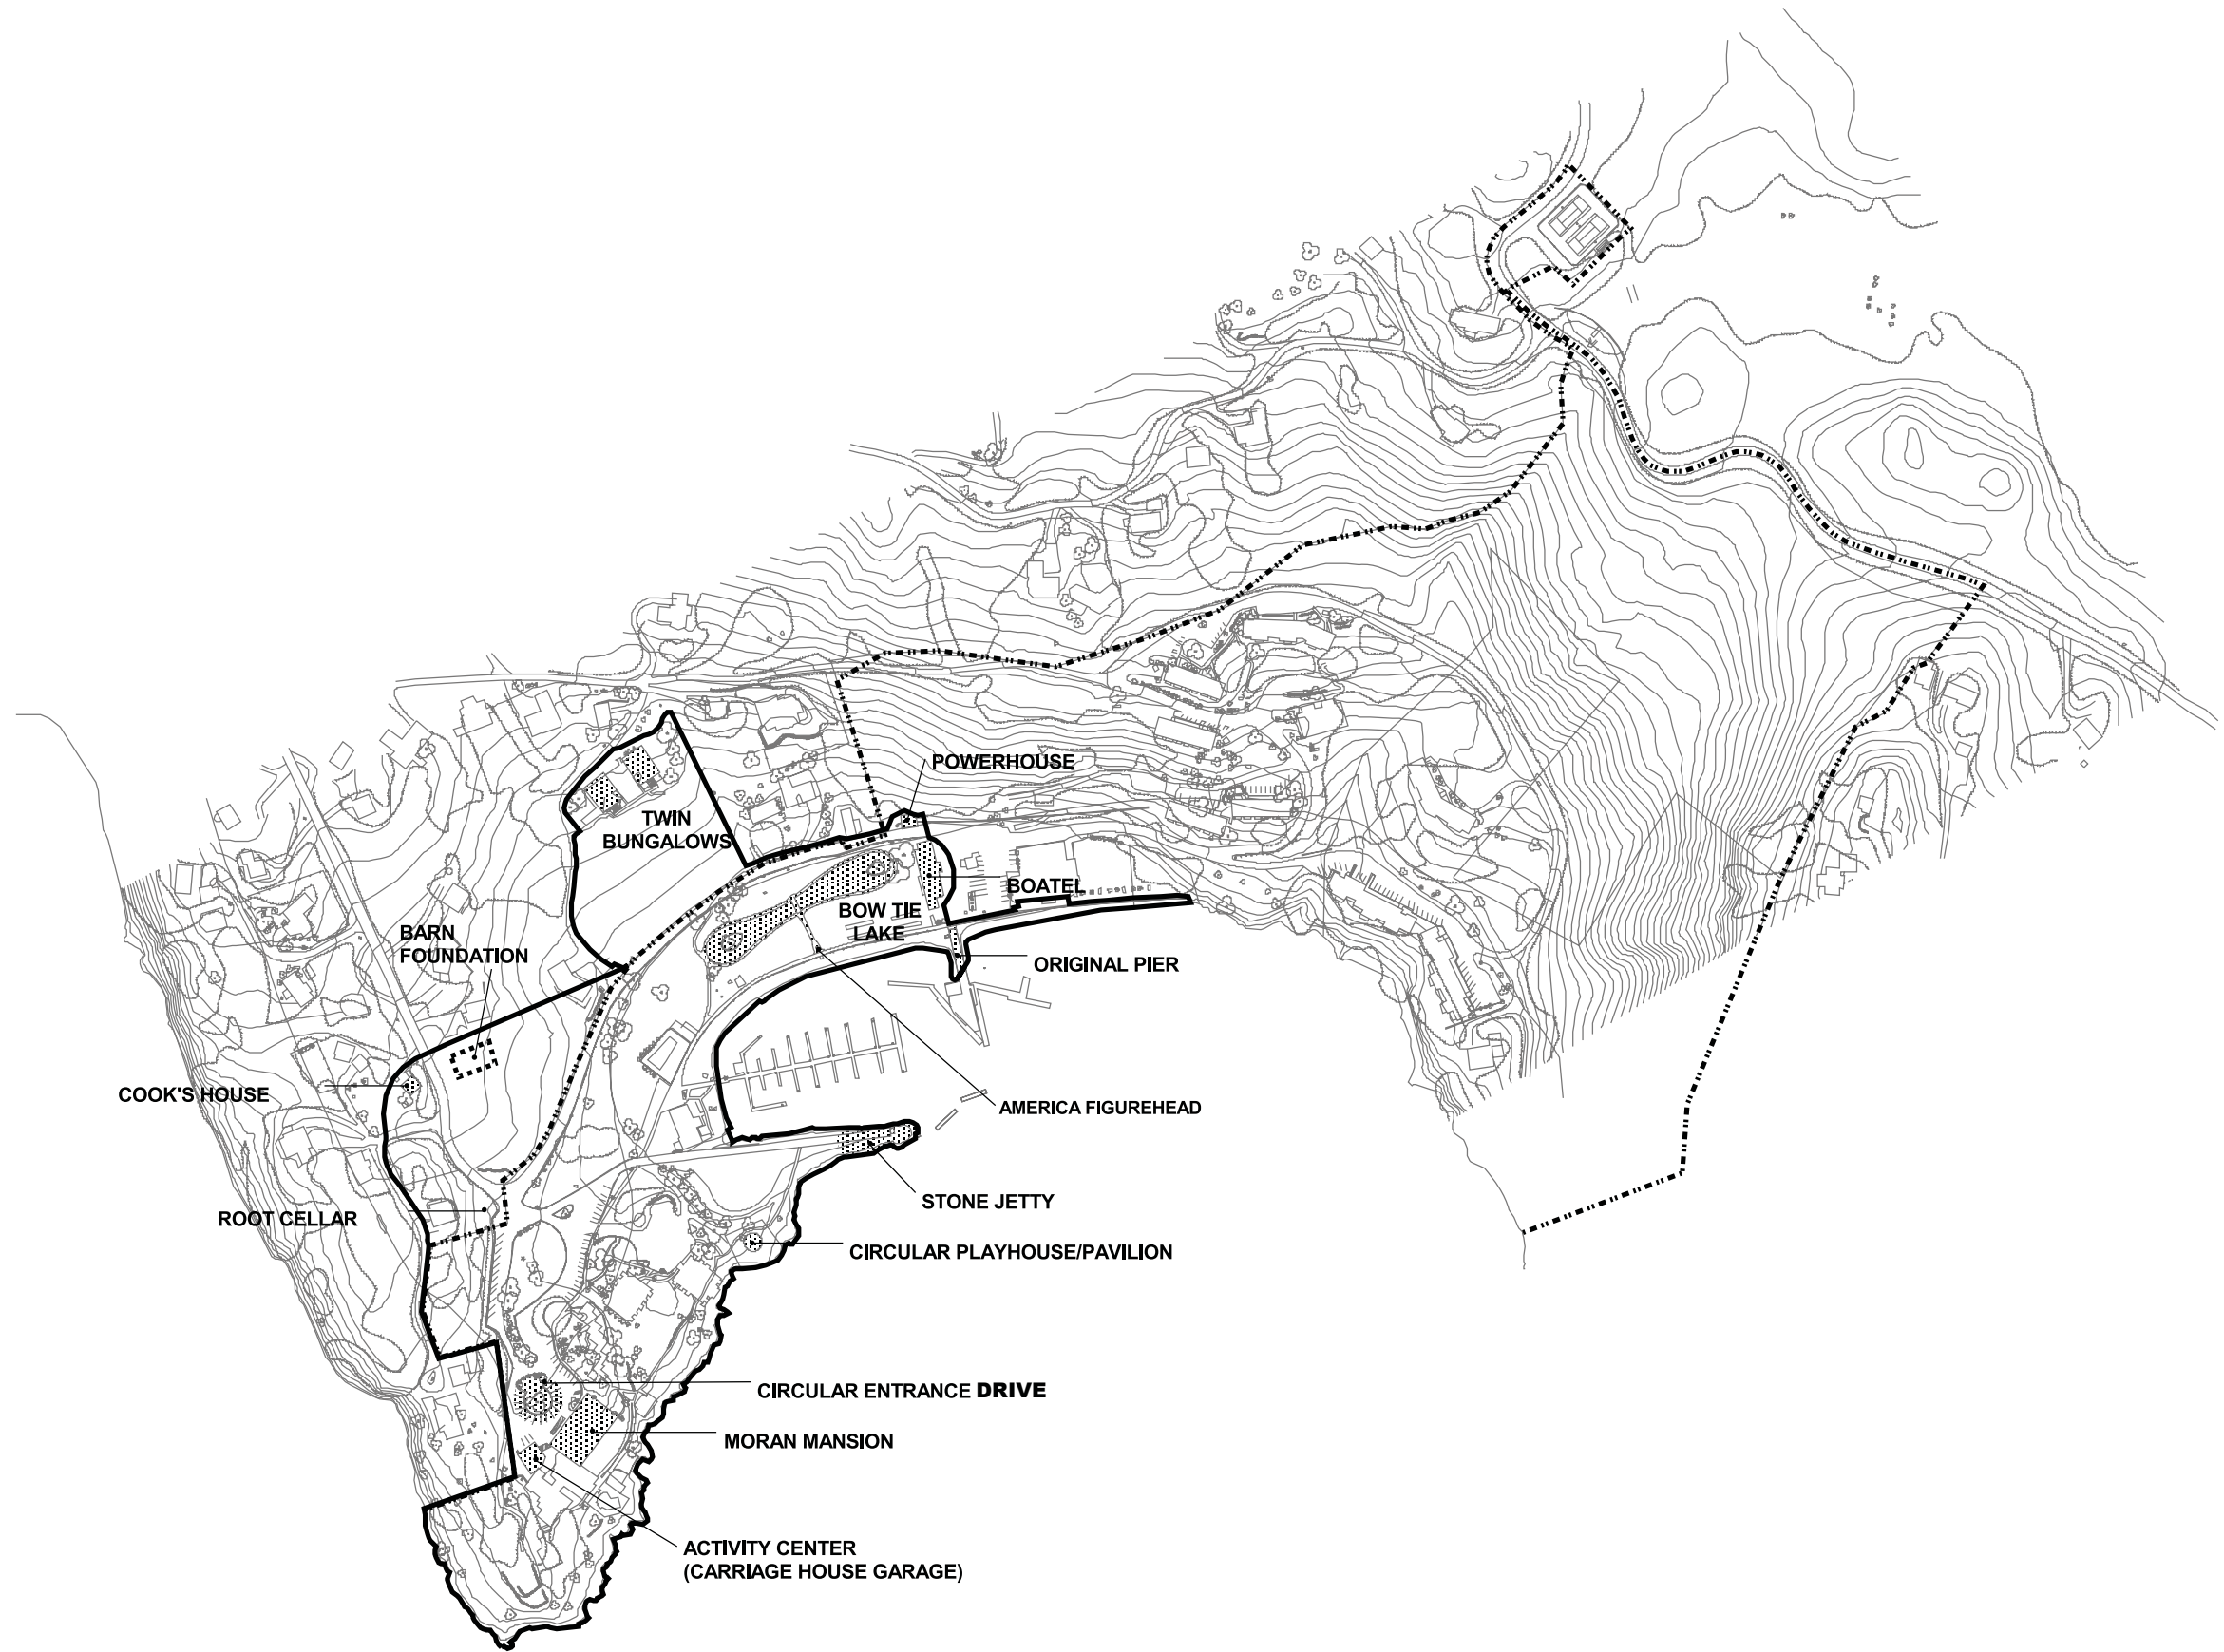 POWERHOUSE
TWIN
BUNGALOWS
BOATEL
BOW TIE
LAKE
BARN
FOUNDATION
ORIGINAL PIER
COOK'S HOUSE
AMERICA FIGUREHEAD
STONE JETTY
ROOT CELLAR
CIRCULAR PLAYHOUSE/PAVILION
CIRCULAR ENTRANCE DRIVE
MORAN MANSION
ACTIVITY CENTER
(CARRIAGE HOUSE GARAGE)